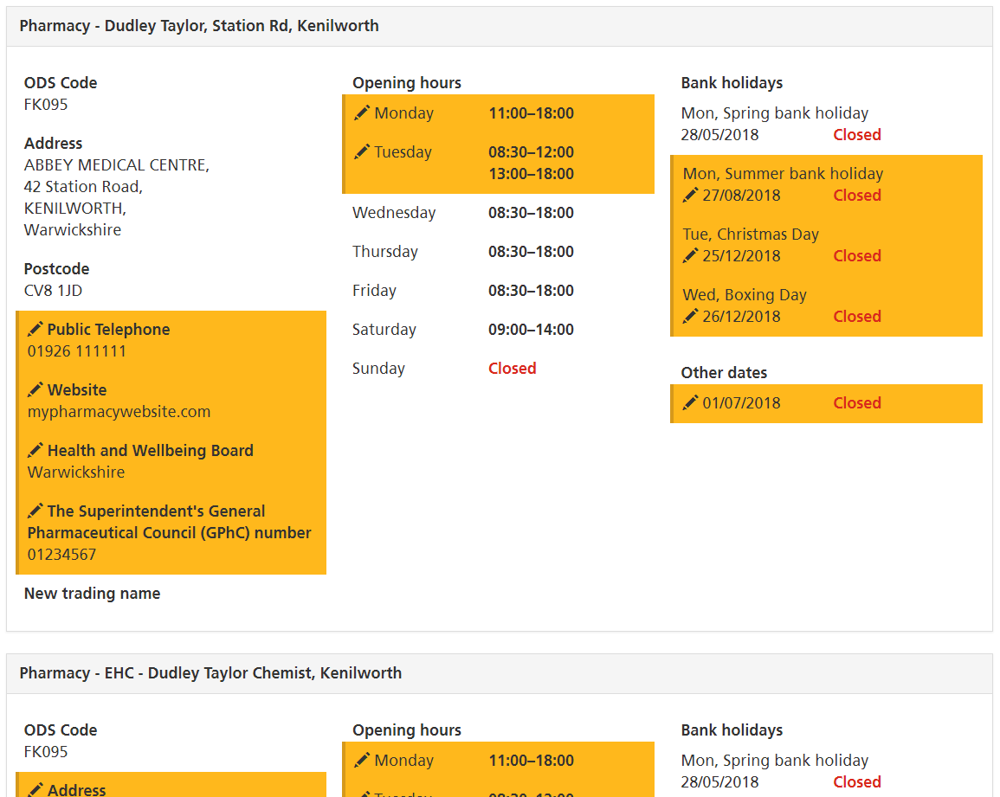 Pharmacy - Dudley Taylor, Station Rd, Kenilworth
ODS Code
FK095
Address
ABBEY MEDICAL CENTRE,
42 Station Road,
KENILWORTH,
Warwickshire
Postcode
CV8 1JD
Public Telephone
01926 111111
Website
mypharmacywebsite.com
Health and Wellbeing Board
Warwickshire
The Superintendent's General
Pharmaceutical Council (GPhC) number
01234567
New trading name
Opening hours
Monday 11:00–18:00
Tuesday 08:30–12:00
13:00–18:00
Wednesday 08:30–18:00
Thursday 08:30–18:00
Friday 08:30–18:00
Saturday 09:00–14:00
Sunday Closed
Bank holidays
Mon, Spring bank holiday
28/05/2018 Closed
Mon, Summer bank holiday
27/08/2018 Closed
Tue, Christmas Day
25/12/2018 Closed
Wed, Boxing Day
26/12/2018 Closed
Other dates
01/07/2018 Closed
Pharmacy - EHC - Dudley Taylor Chemist, Kenilworth
ODS Code
FK095
Address
Opening hours
Monday 11:00–18:00
Tuesday 08:30–12:00
Bank holidays
Mon, Spring bank holiday
28/05/2018 Closed